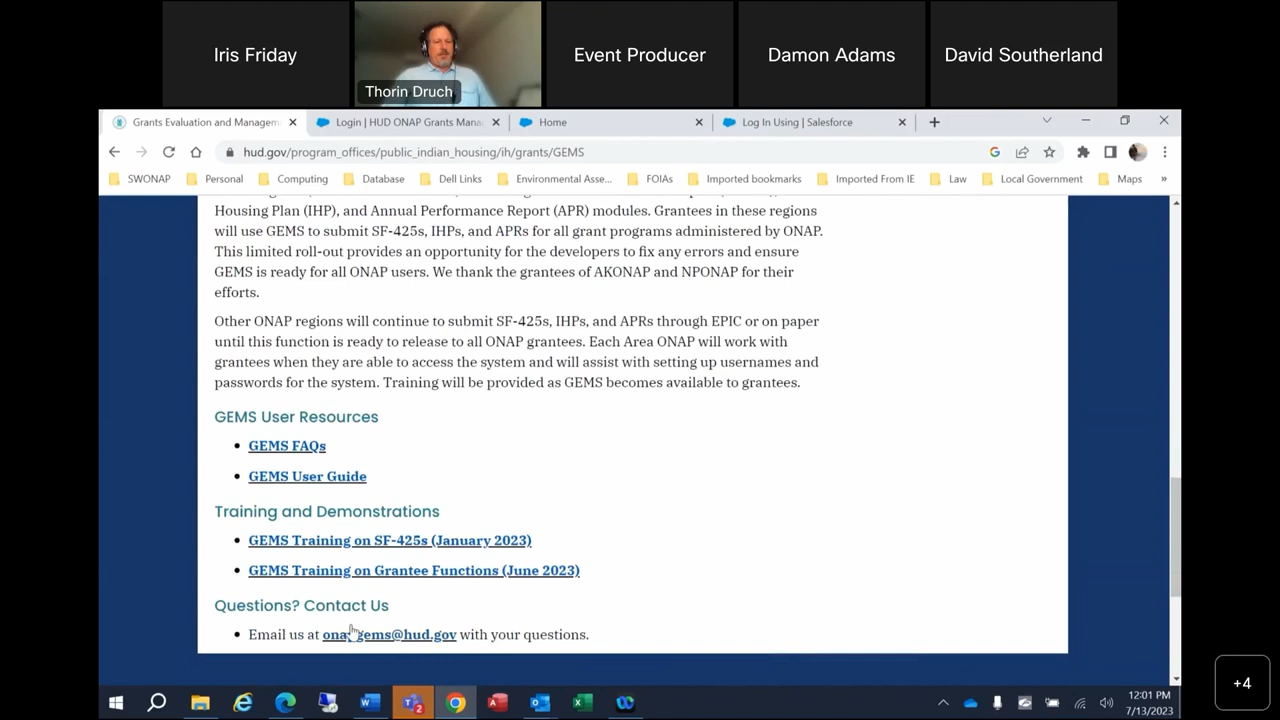 Iris Friday
Thorin Druch
Event Producer
Damon Adams
David Southerland
Grants Evaluation and Managem
Login | HUD ONAP Grants Mana
Home
Log In Using | Salesforce
hud.gov/program_offices/public_indian_housing/ih/grants/GEMS
SWONAP
Personal
Computing
Database
Dell Links
Environmental Asse...
FOIAs
Imported bookmarks
Imported From IE
Law
Local Government
Maps
»
Housing Plan (IHP), and Annual Performance Report (APR) modules. Grantees in these regions
will use GEMS to submit SF-425s, IHPs, and APRs for all grant programs administered by ONAP.
This limited roll-out provides an opportunity for the developers to fix any errors and ensure
GEMS is ready for all ONAP users. We thank the grantees of AKONAP and NPONAP for their
efforts.
Other ONAP regions will continue to submit SF-425s, IHPs, and APRs through EPIC or on paper
until this function is ready to release to all ONAP grantees. Each Area ONAP will work with
grantees when they are able to access the system and will assist with setting up usernames and
passwords for the system. Training will be provided as GEMS becomes available to grantees.
GEMS User Resources
• GEMS FAQs
• GEMS User Guide
Training and Demonstrations
• GEMS Training on SF-425s (January 2023)
• GEMS Training on Grantee Functions (June 2023)
Questions? Contact Us
• Email us at onapgems@hud.gov with your questions.
+4
12:01 PM
7/13/2023